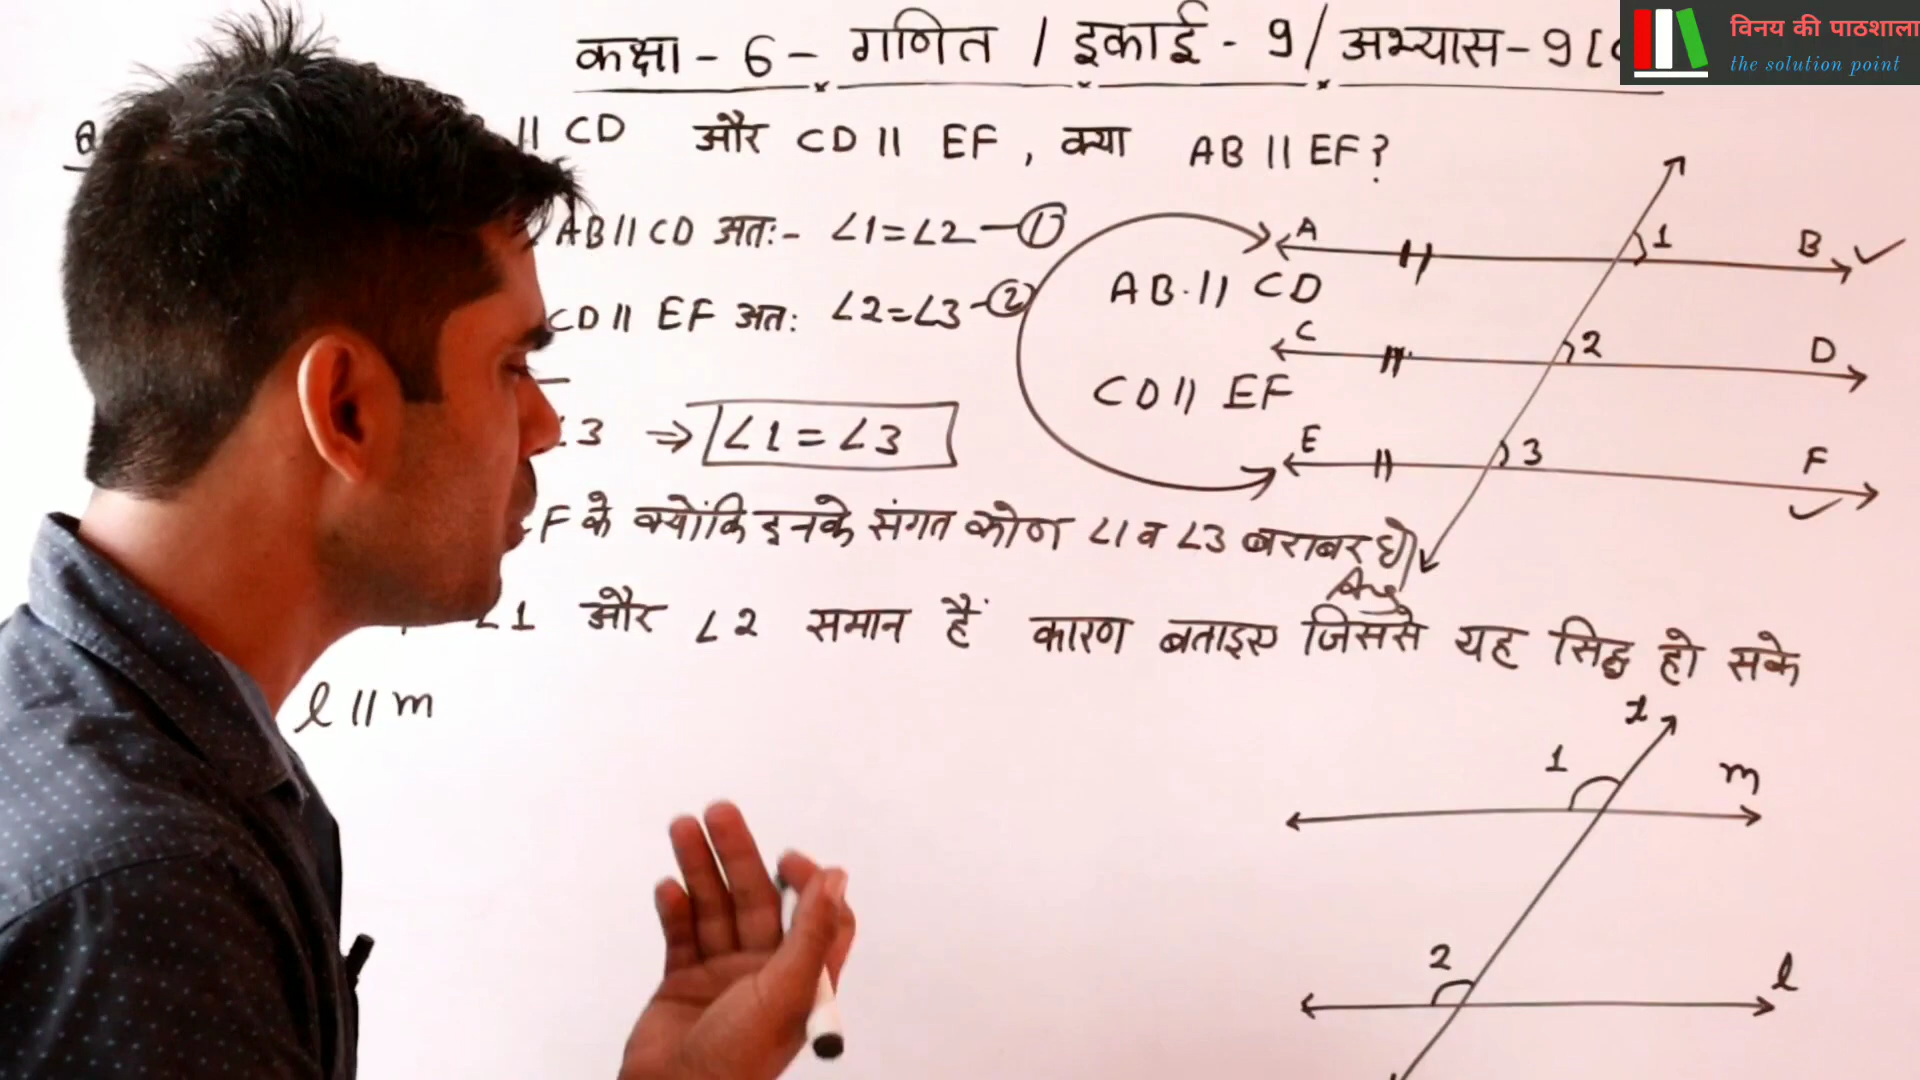 कक्षा - 6 - गणित / इकाई - 9 / अभ्यास - 9 [
विनय की पाठशाला
the solution point
|| CD और CD || EF , क्या AB || EF ?
AB || CD अतः- ∠1=∠2 - ①
CD || EF अतः ∠2=∠3 - ②
∠3 ⇒ ∠1 = ∠3
A
1
B
AB || CD
C
2
D
CD || EF
E
3
F
F के क्योंकि इनके संगत कोण ∠1 व ∠3 बराबर
Ans
∠1 और ∠2 समान हैं कारण बताइए जिससे यह सिद्ध हो सके
l || m
t
1
m
2
l